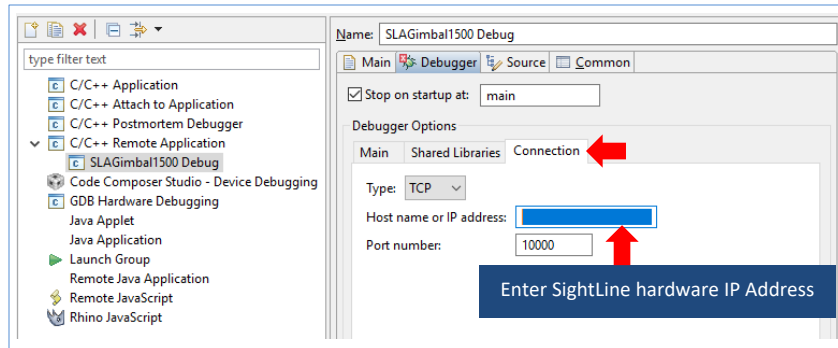 type filter text
C/C++ Application
C/C++ Attach to Application
C/C++ Postmortem Debugger
C/C++ Remote Application
SLAGimbal1500 Debug
Code Composer Studio - Device Debugging
GDB Hardware Debugging
Java Applet
Java Application
Launch Group
Remote Java Application
Remote JavaScript
Rhino JavaScript
Name: SLAGimbal1500 Debug
Main Debugger Source Common
Stop on startup at: main
Debugger Options
Main Shared Libraries Connection
Type: TCP
Host name or IP address:
Port number: 10000
Enter SightLine hardware IP Address